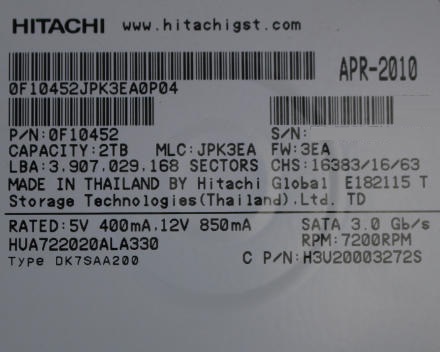 HITACHI www.hitachigst.com
APR-2010
0F10452JPK3EA0P04
P/N:0F10452 S/N:
CAPACITY:2TB MLC:JPK3EA FW:3EA
LBA:3,907,029,168 SECTORS CHS:16383/16/63
MADE IN THAILAND BY Hitachi Global E182115 T
Storage Technologies(Thailand).Ltd. TD
RATED:5V 400mA,12V 850mA SATA 3.0 Gb/s
HUA722020ALA330 RPM:7200RPM
Type DK7SAA200 C P/N:H3U20003272S